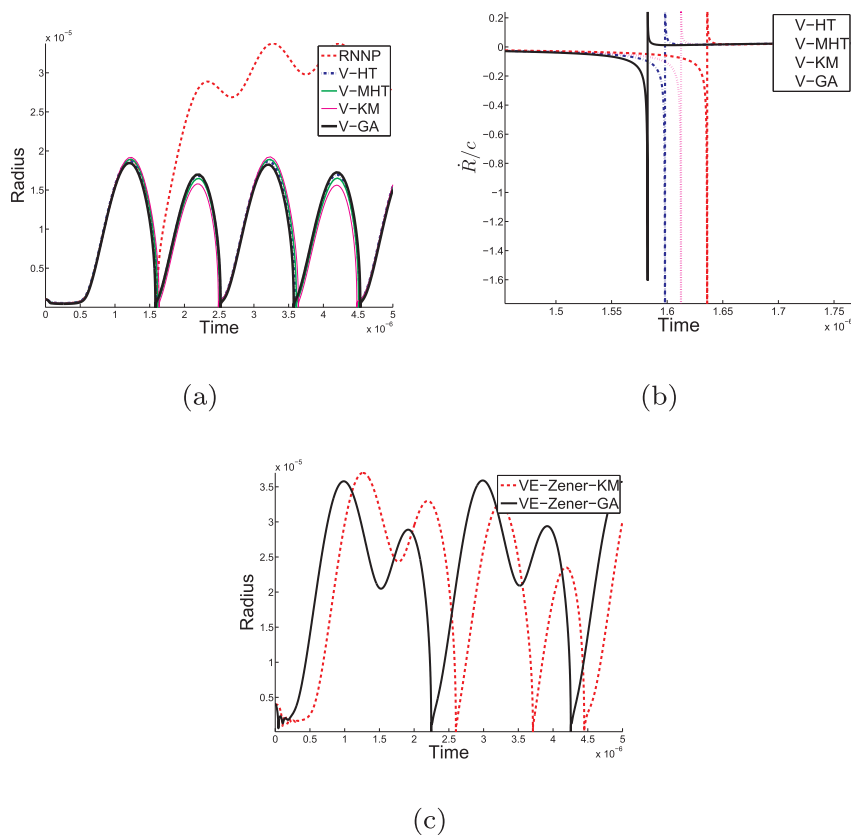 x 10⁻⁵
3
2.5
2
1.5
1
0.5
Radius
0 0.5 1 1.5 2 2.5 3 3.5 4 4.5 5
Time
x 10⁻⁶
RNNP
V−HT
V−MHT
V−KM
V−GA
(a)
0.2
0
−0.2
−0.4
−0.6
−0.8
−1
−1.2
−1.4
−1.6
Ṙ/c
1.5 1.55 1.6 1.65 1.7 1.75
Time
x 10⁻⁶
V−HT
V−MHT
V−KM
V−GA
(b)
x 10⁻⁵
3.5
3
2.5
2
1.5
1
0.5
Radius
0 0.5 1 1.5 2 2.5 3 3.5 4 4.5 5
Time
x 10⁻⁶
VE−Zener−KM
VE−Zener−GA
(c)